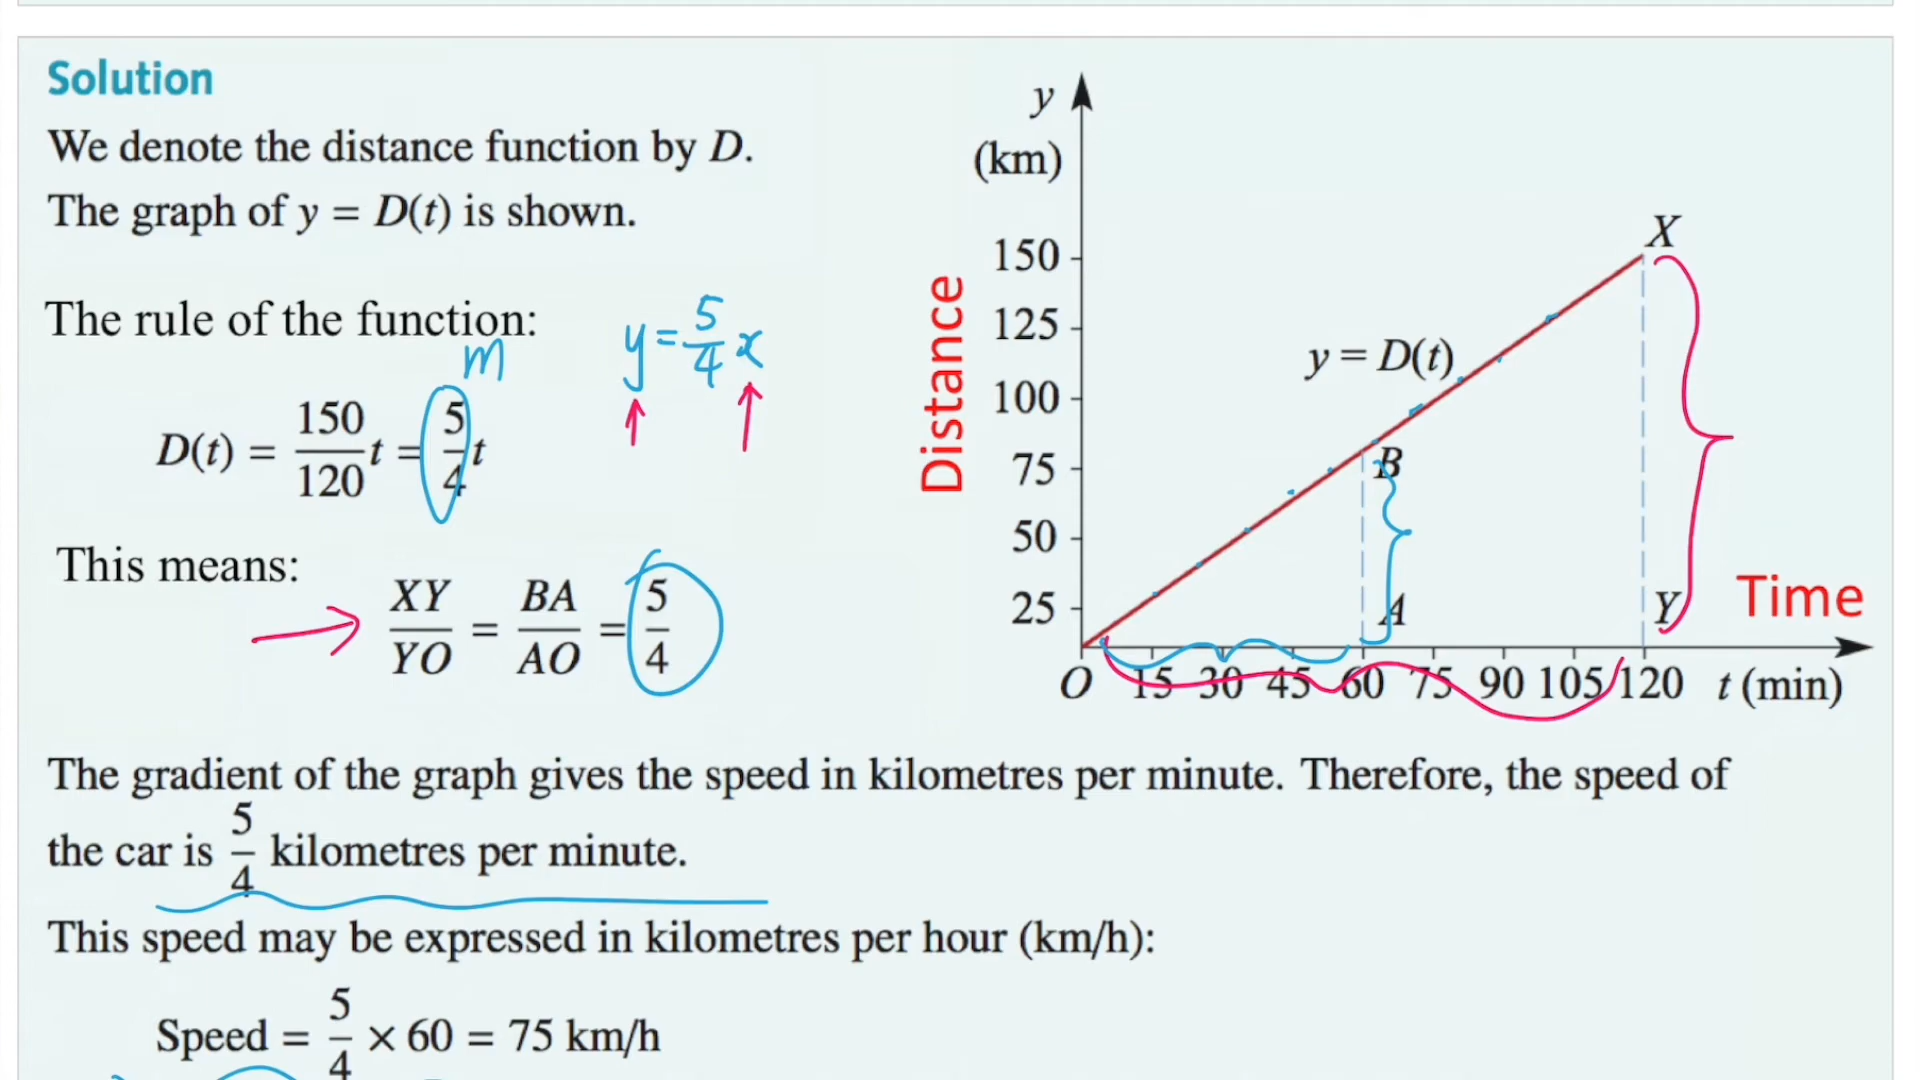 Solution
We denote the distance function by D.
The graph of y = D(t) is shown.
The rule of the function:
m
y = 5/4 x
D(t) = 150/120 t = 5/4 t
This means:
XY/YO = BA/AO = 5/4
y
(km)
150
125
100
75
50
25
Distance
X
y = D(t)
B
A
Y
Time
O 15 30 45 60 75 90 105 120 t (min)
The gradient of the graph gives the speed in kilometres per minute. Therefore, the speed of
the car is 5/4 kilometres per minute.
This speed may be expressed in kilometres per hour (km/h):
Speed = 5/4 × 60 = 75 km/h